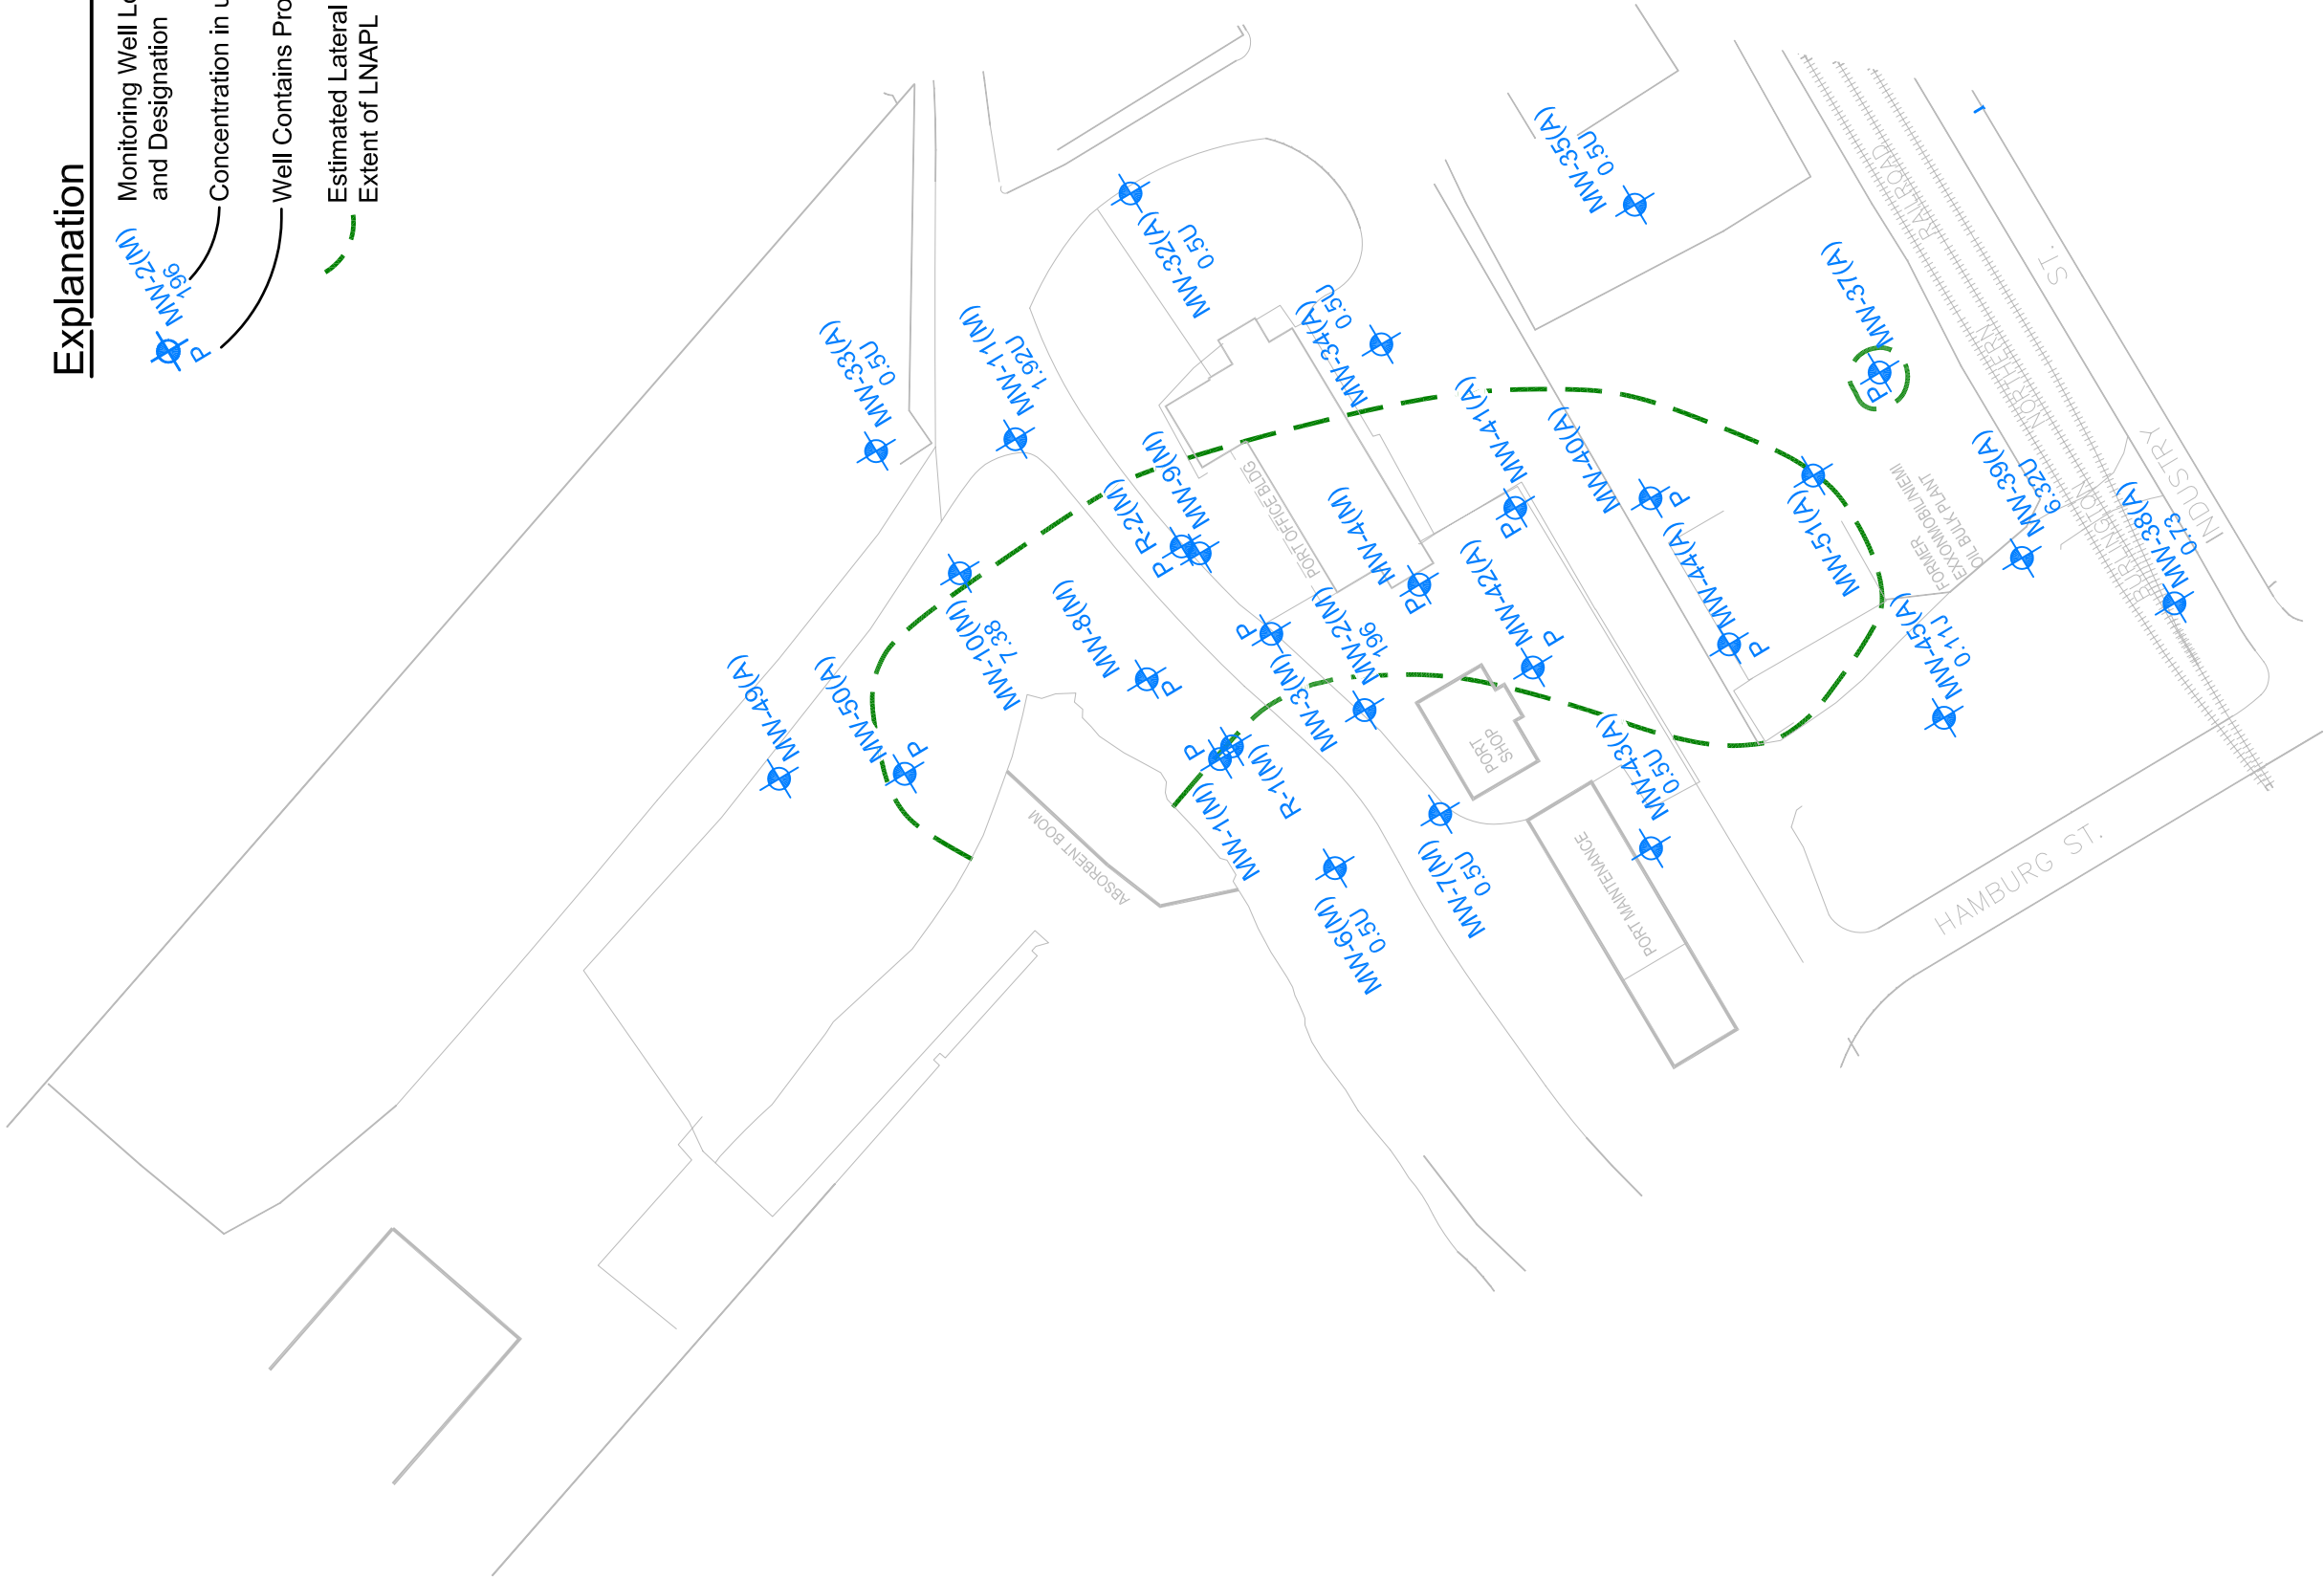 Explanation
MW-2(M)
196
P
Monitoring Well Lo
and Designation
Concentration in u
Well Contains Pro
Estimated Lateral
Extent of LNAPL
MW-35(A)
0.5U
MW-32(A)
0.5U
MW-33(A)
0.5U
MW-11(M)
1.92U
MW-34(A)
0.5U
MW-37(A)
P
MW-41(A)
P
MW-40(A)
P
MW-9(M)
R-2(M)
P
PORT OFFICE BLDG
MW-4(M)
P
MW-42(A)
P
MW-44(A)
P
MW-51(A)
FORMER
EXXONMOBIL/NIEMI
OIL BULK PLANT
MW-39(A)
6.32U
MW-38(A)
0.73
MW-45(A)
0.11J
MW-10(M)
7.38
MW-8(M)
P
MW-3(M)
P
MW-2(M)
196
MW-49(A)
MW-50(A)
P
MW-1(M)
P
R-1(M)
PORT
SHOP
MW-43(A)
0.5U
MW-7(M)
0.5U
MW-6(M)
0.5U
ABSORBENT BOOM
PORT MAINTENANCE
BURLINGTON NORTHERN RAILROAD
INDUSTRY ST.
HAMBURG ST.